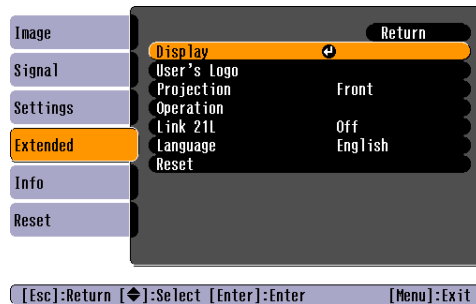 Image
Signal
Settings
Extended
Info
Reset
Return
Display
User's Logo
Projection Front
Operation
Link 21L Off
Language English
Reset
[Esc]:Return [◆]:Select [Enter]:Enter [Menu]:Exit